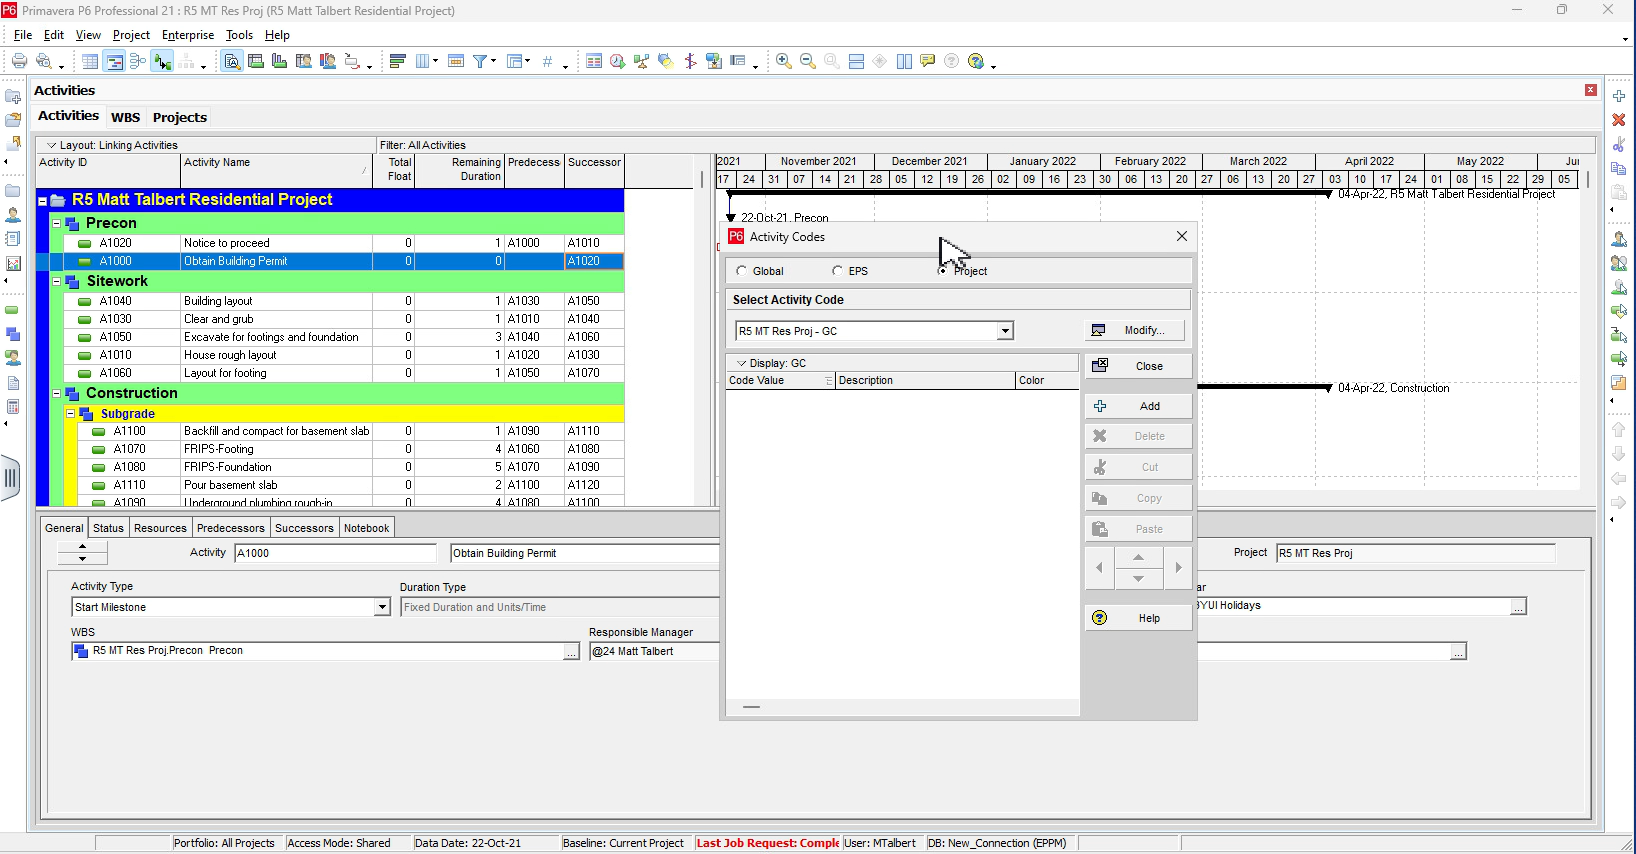 P6 Primavera P6 Professional 21 : R5 MT Res Proj (R5 Matt Talbert Residential Project)
File Edit View Project Enterprise Tools Help
Activities
Activities WBS Projects
Layout: Linking Activities Filter: All Activities
Activity ID Activity Name Total Float Remaining Duration Predecess Successor
2021 November 2021 December 2021 January 2022 February 2022 March 2022 April 2022 May 2022
17 24 31 07 14 21 28 05 12 19 26 02 09 16 23 30 06 13 20 27 06 13 20 27 03 10 17 24 01 08 15 22 29 05
R5 Matt Talbert Residential Project
04-Apr-22, R5 Matt Talbert Residential Project
Precon
22-Oct-21, Precon
A1020 Notice to proceed 0 1 A1000 A1010
A1000 Obtain Building Permit 0 0 A1020
Sitework
A1040 Building layout 0 1 A1030 A1050
A1030 Clear and grub 0 1 A1010 A1040
A1050 Excavate for footings and foundation 0 3 A1040 A1060
A1010 House rough layout 0 1 A1020 A1030
A1060 Layout for footing 0 1 A1050 A1070
Construction
04-Apr-22, Construction
Subgrade
A1100 Backfill and compact for basement slab 0 1 A1090 A1110
A1070 FRIPS-Footing 0 4 A1060 A1080
A1080 FRIPS-Foundation 0 5 A1070 A1090
A1110 Pour basement slab 0 2 A1100 A1120
A1090 Underground plumbing rough-in 0 4 A1080 A1100
P6 Activity Codes
Global EPS Project
Select Activity Code
R5 MT Res Proj - GC Modify...
Display: GC
Code Value Description Color
Close
Add
Delete
Cut
Copy
Paste
Help
General Status Resources Predecessors Successors Notebook
Activity A1000 Obtain Building Permit Project R5 MT Res Proj
Activity Type Duration Type
Start Milestone Fixed Duration and Units/Time YUI Holidays
WBS Responsible Manager
R5 MT Res Proj.Precon Precon ... @24 Matt Talbert ...
Portfolio: All Projects Access Mode: Shared Data Date: 22-Oct-21 Baseline: Current Project Last Job Request: Comple User: MTalbert DB: New_Connection (EPPM)